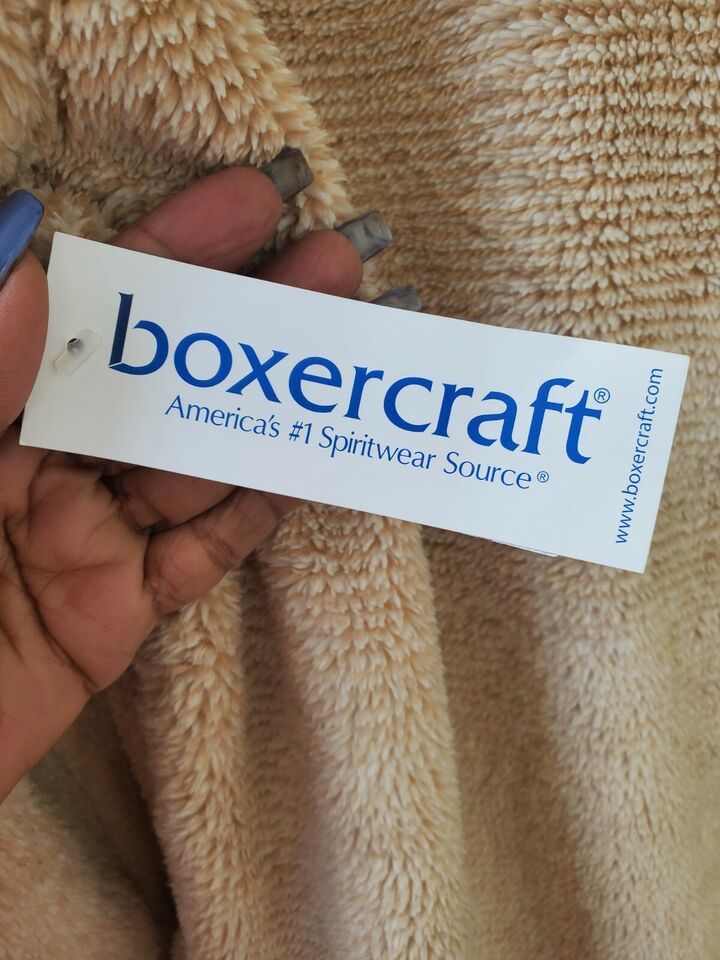 boxercraft®
America's #1 Spiritwear Source®
www.boxercraft.com